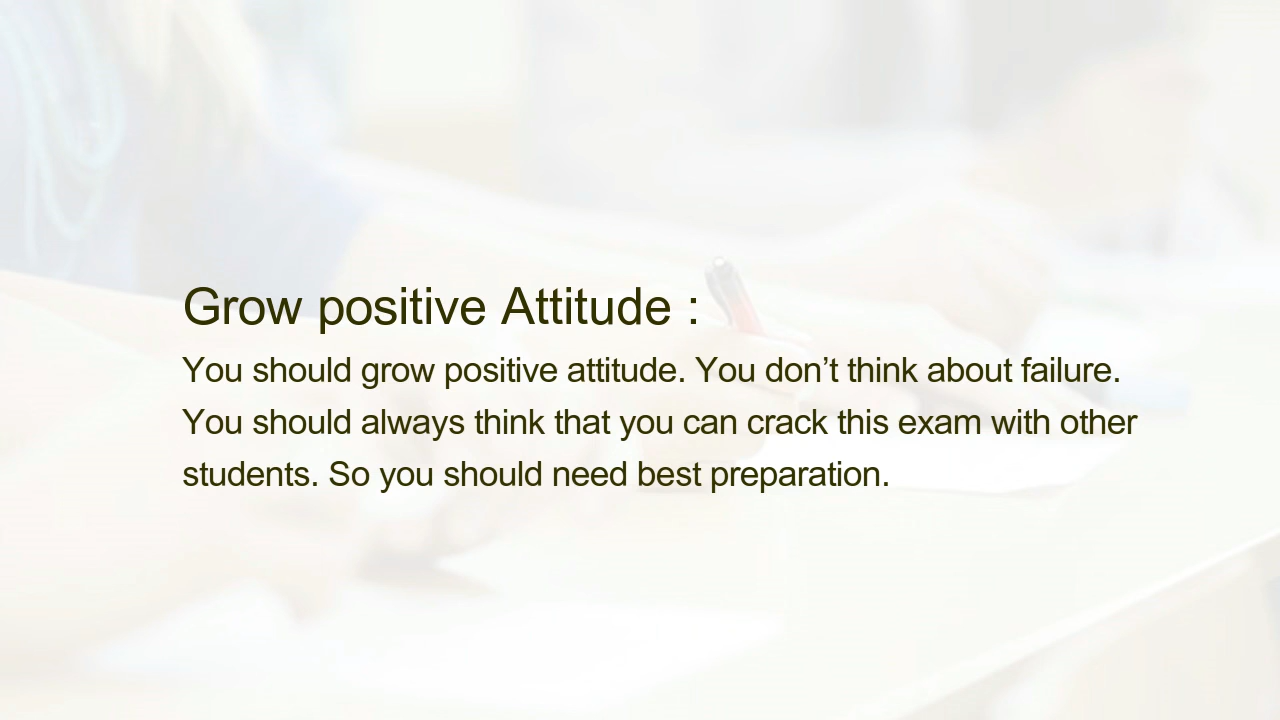 Grow positive Attitude :
You should grow positive attitude. You don’t think about failure.
You should always think that you can crack this exam with other
students. So you should need best preparation.